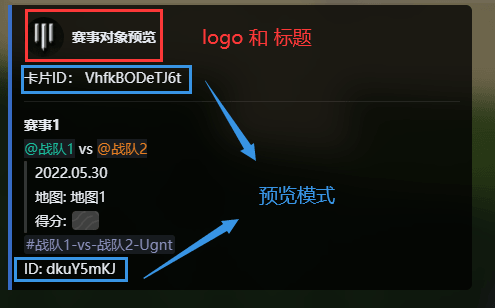 赛事对象预览
logo 和 标题
卡片ID： VhfkBODeTJ6t
赛事1
@战队1 vs @战队2
2022.05.30
地图: 地图1
得分:
预览模式
#战队1-vs-战队2-Ugnt
ID: dkuY5mKJ